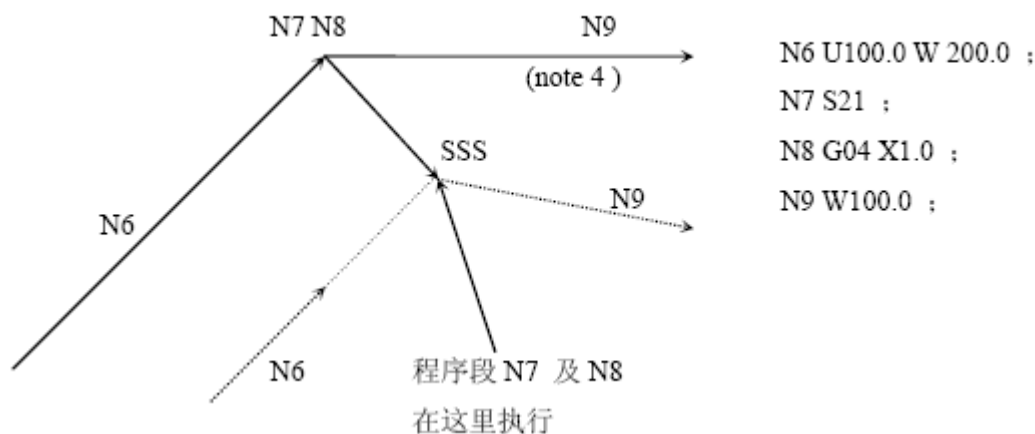 N7 N8
N9
(note 4 )
SSS
N9
N6
N6
程序段 N7 及 N8
在这里执行
N6 U100.0 W 200.0 ；
N7 S21 ；
N8 G04 X1.0 ；
N9 W100.0 ；